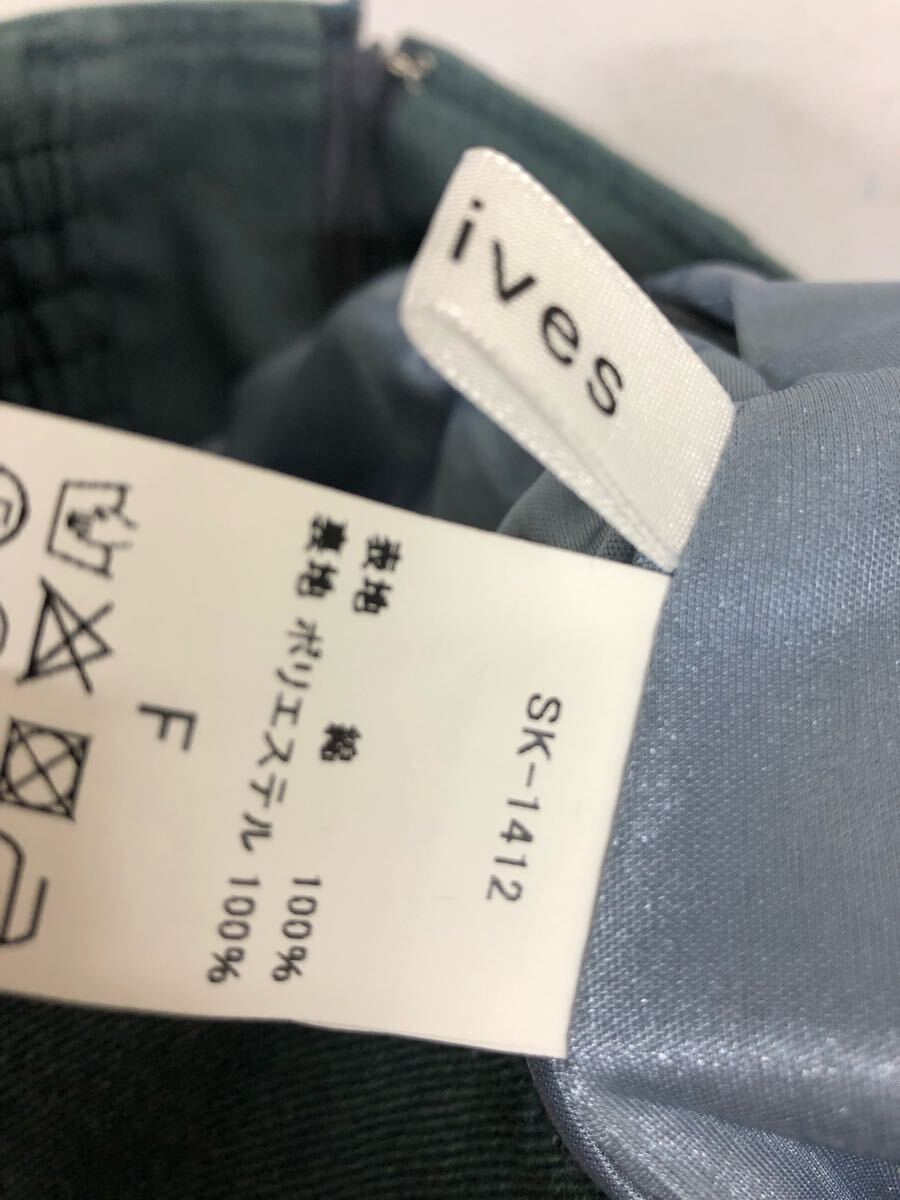 ives
SK-1412
表地 綿 100%
裏地 ポリエステル 100%
F